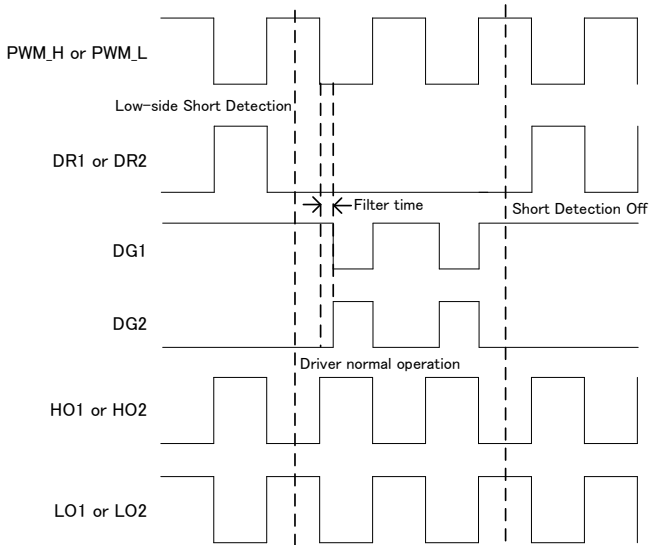 PWM_H or PWM_L
Low-side Short Detection
DR1 or DR2
Filter time
Short Detection Off
DG1
DG2
Driver normal operation
HO1 or HO2
LO1 or LO2